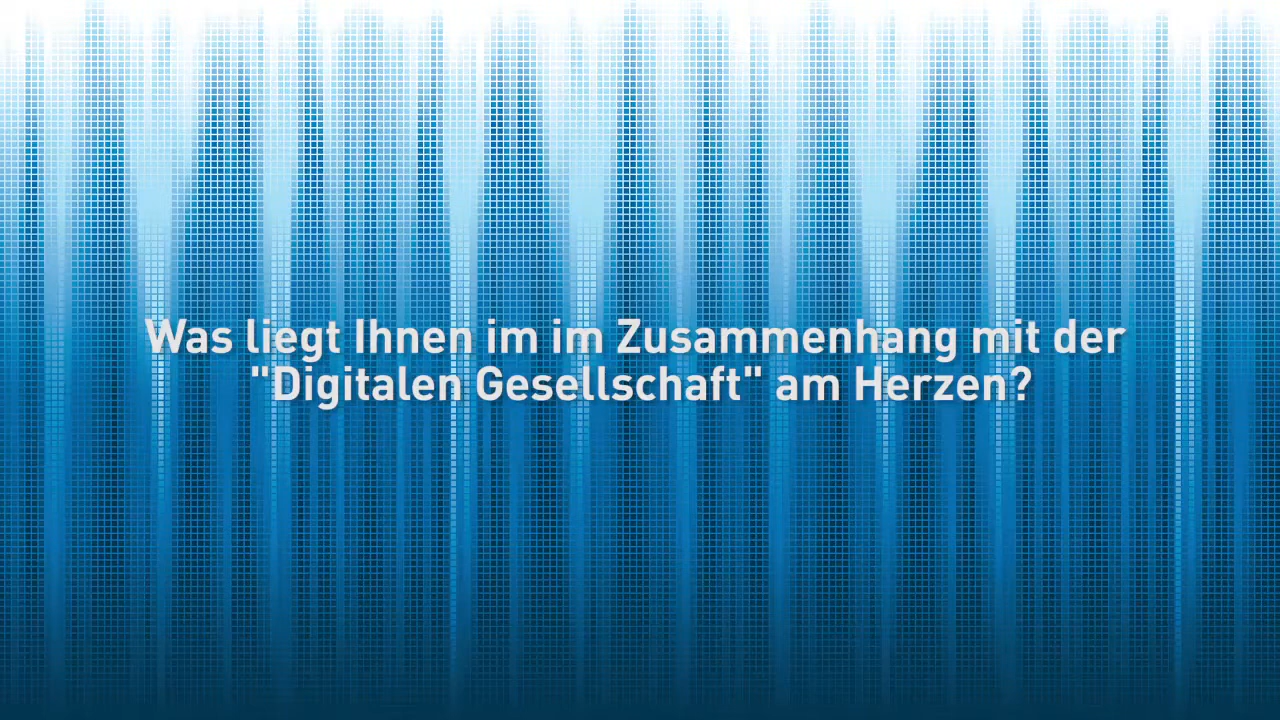 Was liegt Ihnen im im Zusammenhang mit der
"Digitalen Gesellschaft" am Herzen?